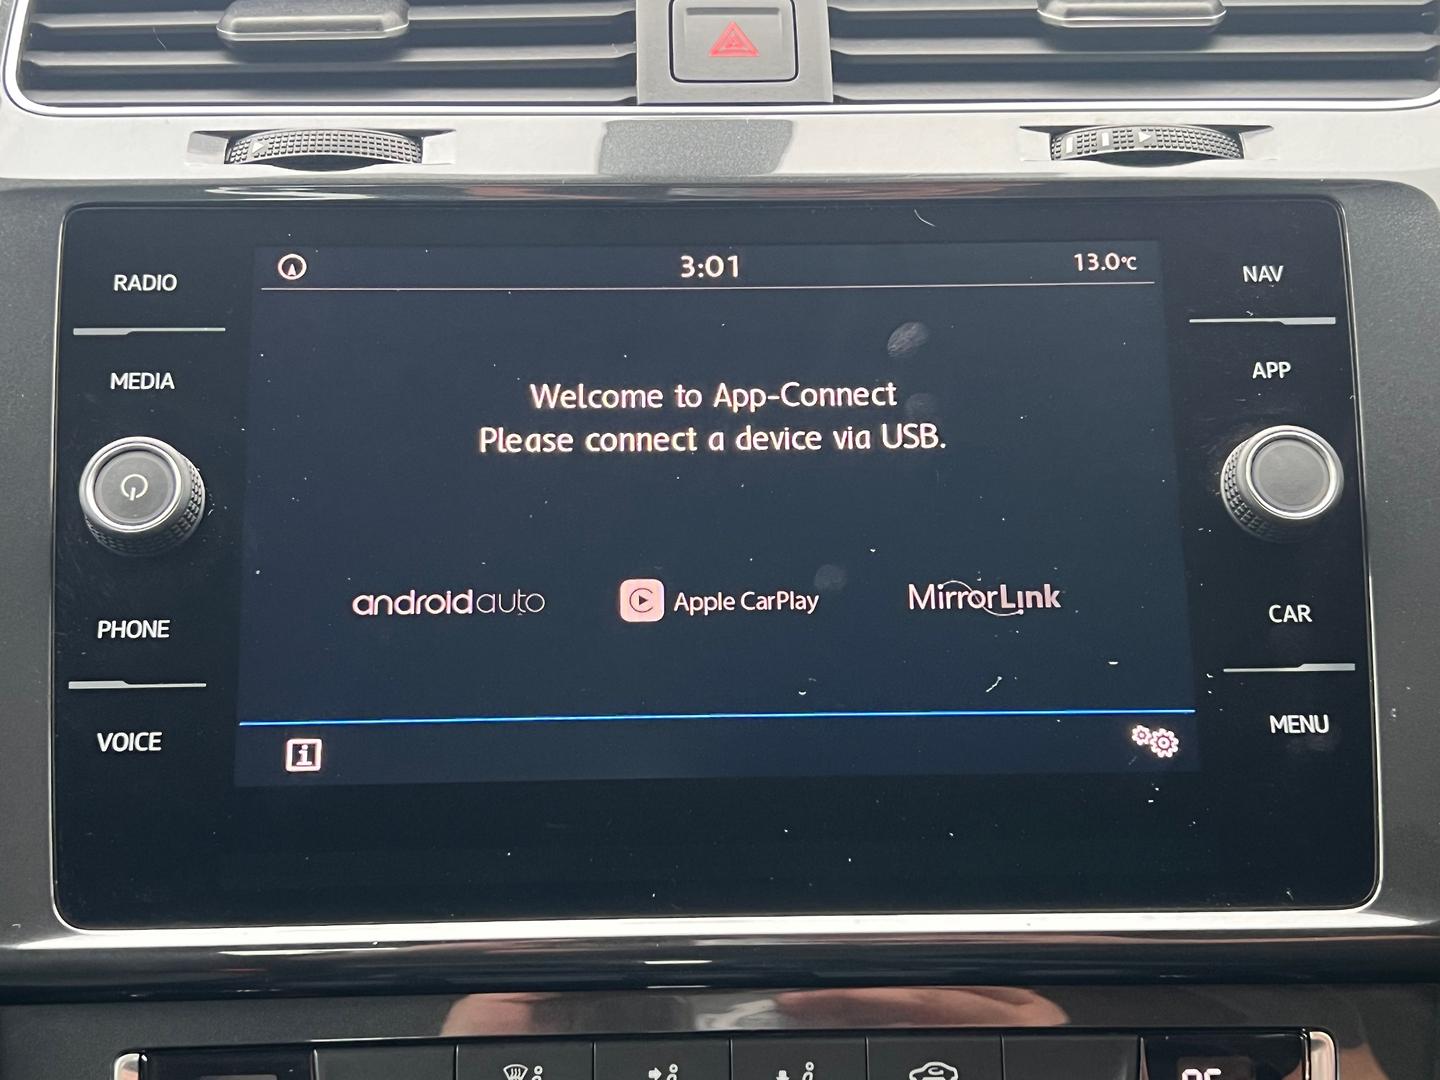 RADIO
MEDIA
PHONE
VOICE
3:01
13.0°C
Welcome to App-Connect
Please connect a device via USB.
androidauto
Apple CarPlay
MirrorLink
i
NAV
APP
CAR
MENU